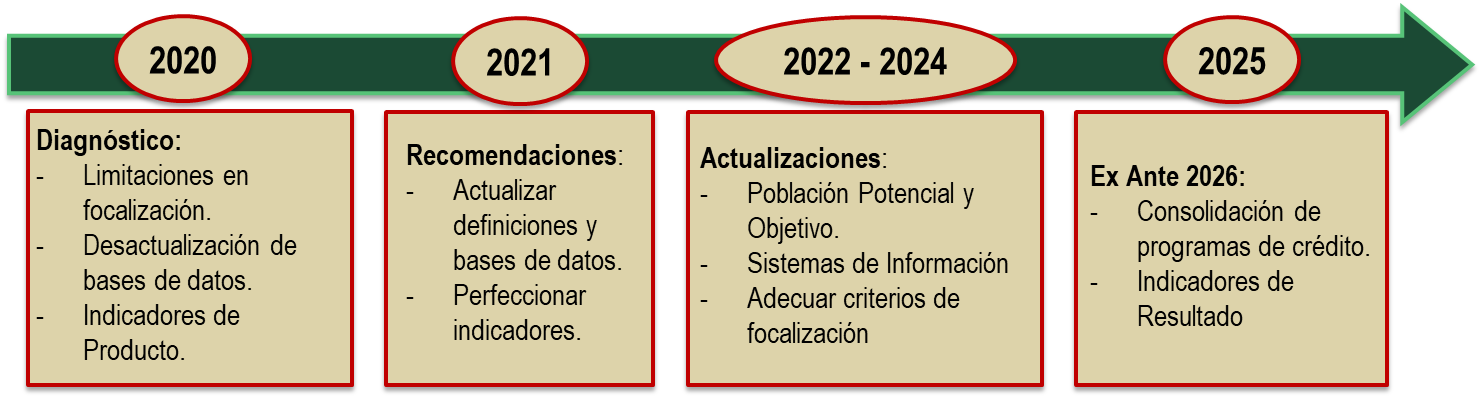 2020
Diagnóstico:
- Limitaciones en
focalización.
- Desactualización de
bases de datos.
- Indicadores de
Producto.
2021
Recomendaciones:
- Actualizar
definiciones y
bases de datos.
- Perfeccionar
indicadores.
2022 - 2024
Actualizaciones:
- Población Potencial y
Objetivo.
- Sistemas de Información
- Adecuar criterios de
focalización
2025
Ex Ante 2026:
- Consolidación de
programas de crédito.
- Indicadores de
Resultado